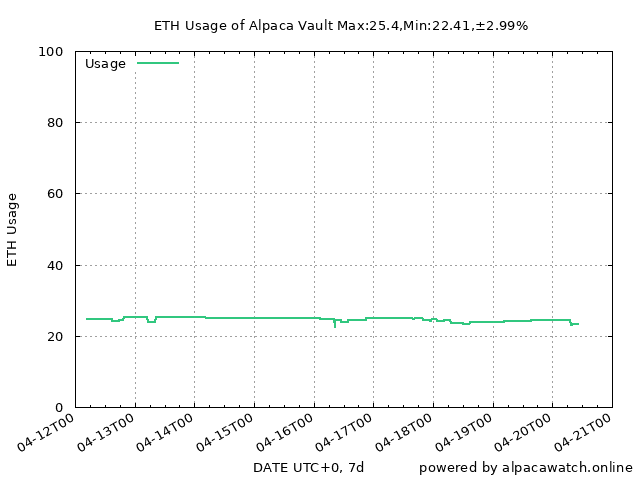 ETH Usage of Alpaca Vault Max:25.4,Min:22.41,±2.99%
Usage
100
80
60
40
20
0
ETH Usage
04-12T00
04-13T00
04-14T00
04-15T00
04-16T00
04-17T00
04-18T00
04-19T00
04-20T00
04-21T00
DATE UTC+0, 7d
powered by alpacawatch.online